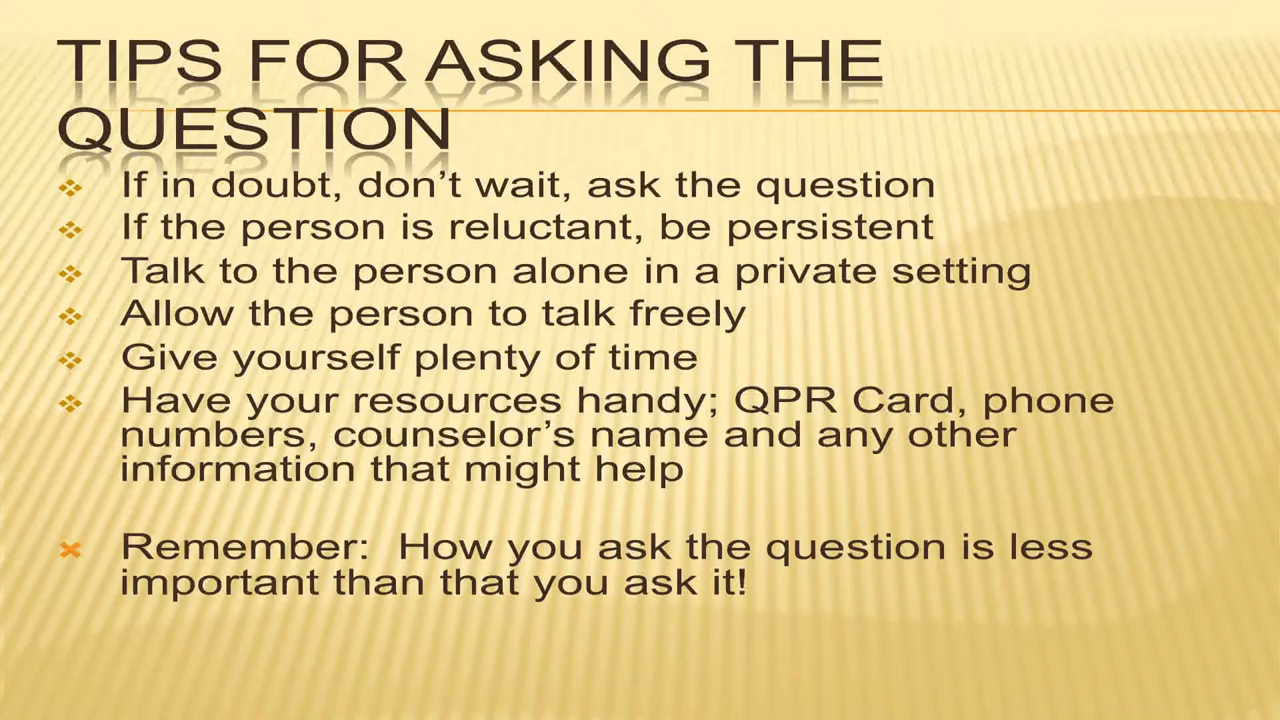 TIPS FOR ASKING THE
QUESTION
If in doubt, don’t wait, ask the question
If the person is reluctant, be persistent
Talk to the person alone in a private setting
Allow the person to talk freely
Give yourself plenty of time
Have your resources handy; QPR Card, phone
numbers, counselor’s name and any other
information that might help
Remember:  How you ask the question is less
important than that you ask it!